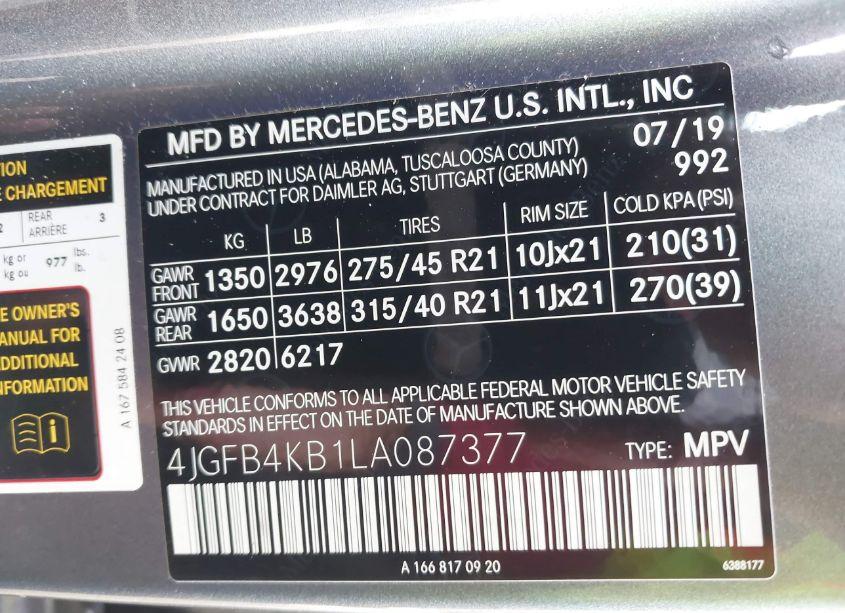 TION
E CHARGEMENT
2 REAR ARRIÈRE 3
kg or
kg ou 977 lbs.
lb.
E OWNER'S
ANUAL FOR
DDITIONAL
NFORMATION
A 167 584 24 08
MFD BY MERCEDES-BENZ U.S. INTL., INC
07/19
MANUFACTURED IN USA (ALABAMA, TUSCALOOSA COUNTY)
UNDER CONTRACT FOR DAIMLER AG, STUTTGART (GERMANY)
992
KG LB TIRES RIM SIZE COLD KPA (PSI)
GAWR FRONT 1350 2976 275/45 R21 10Jx21 210(31)
GAWR REAR 1650 3638 315/40 R21 11Jx21 270(39)
GVWR 2820 6217
THIS VEHICLE CONFORMS TO ALL APPLICABLE FEDERAL MOTOR VEHICLE SAFETY
STANDARDS IN EFFECT ON THE DATE OF MANUFACTURE SHOWN ABOVE.
4JGFB4KB1LA087377 TYPE: MPV
A 166 817 09 20
6388177